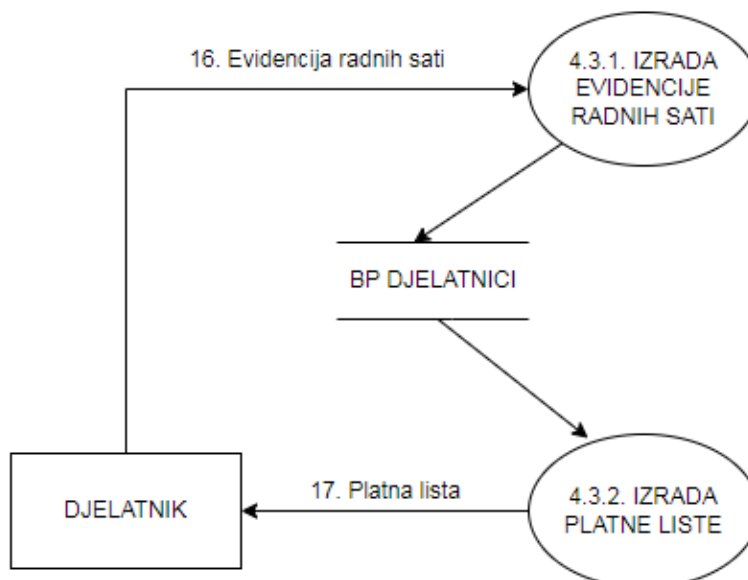 16. Evidencija radnih sati
4.3.1. IZRADA
EVIDENCIJE
RADNIH SATI
BP DJELATNICI
DJELATNIK
17. Platna lista
4.3.2. IZRADA
PLATNE LISTE